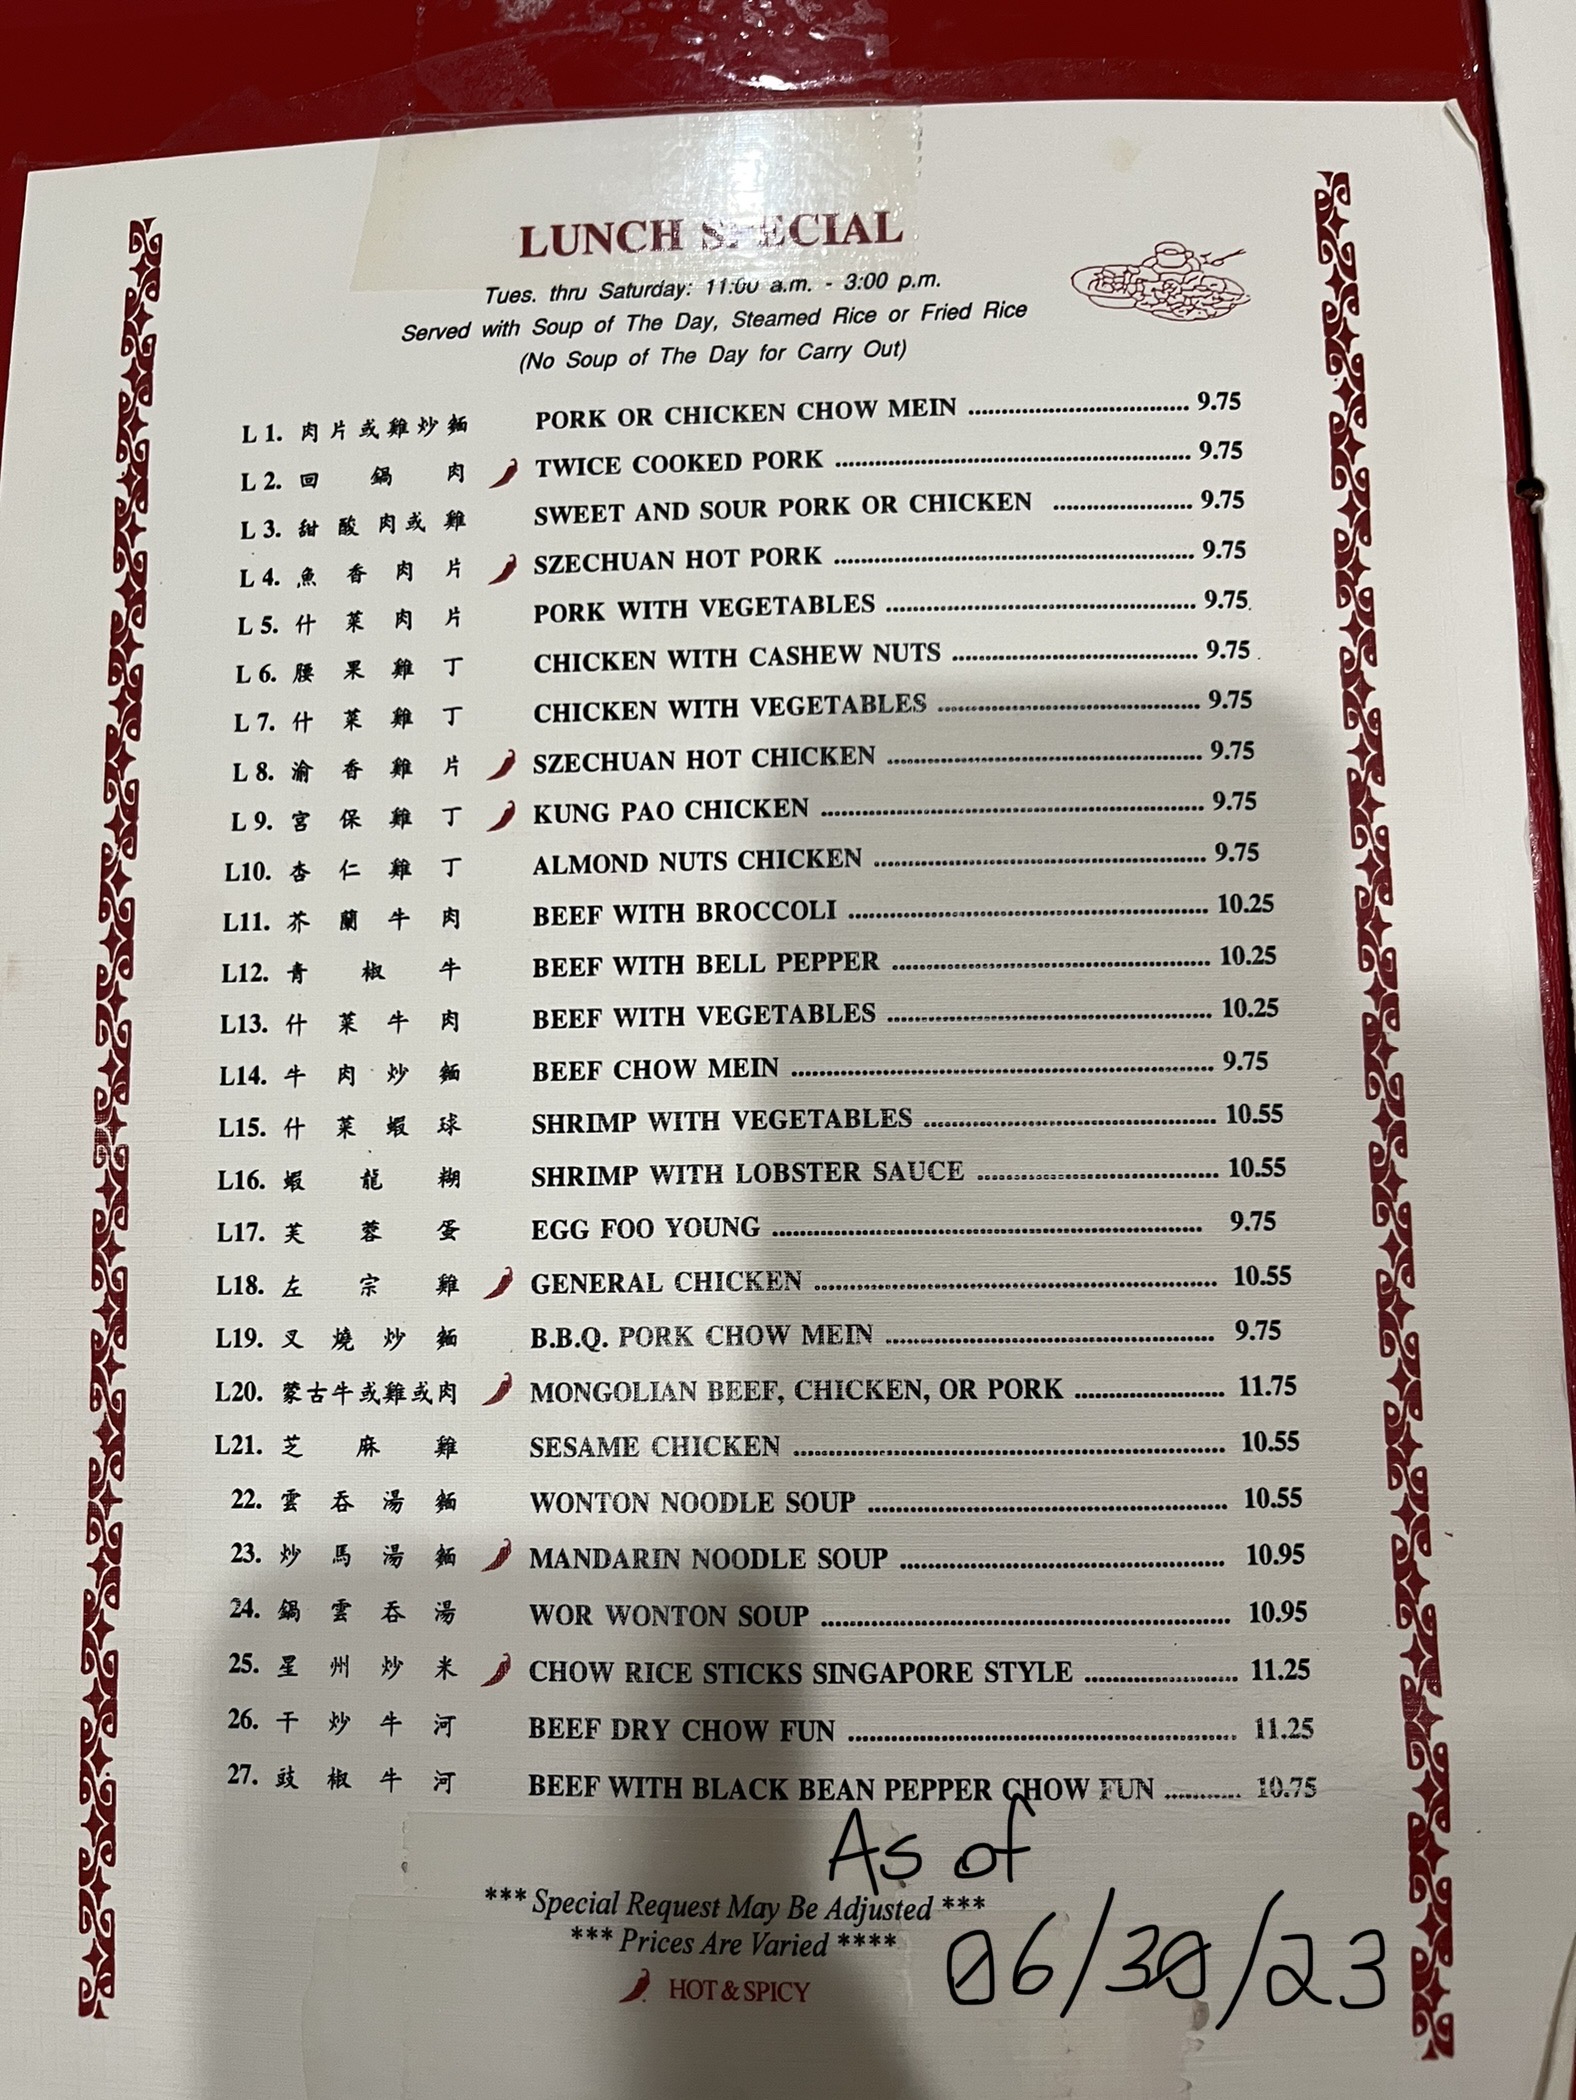 LUNCH SPECIAL
Tues. thru Saturday: 11:00 a.m. - 3:00 p.m.
Served with Soup of The Day, Steamed Rice or Fried Rice
(No Soup of The Day for Carry Out)
L 1. 肉片或雞炒麵 PORK OR CHICKEN CHOW MEIN 9.75
L 2. 回鍋肉 TWICE COOKED PORK 9.75
L 3. 甜酸肉或雞 SWEET AND SOUR PORK OR CHICKEN 9.75
L 4. 魚香肉片 SZECHUAN HOT PORK 9.75
L 5. 什菜肉片 PORK WITH VEGETABLES 9.75
L 6. 腰果雞丁 CHICKEN WITH CASHEW NUTS 9.75
L 7. 什菜雞丁 CHICKEN WITH VEGETABLES 9.75
L 8. 渝香雞片 SZECHUAN HOT CHICKEN 9.75
L 9. 宮保雞丁 KUNG PAO CHICKEN 9.75
L10. 杏仁雞丁 ALMOND NUTS CHICKEN 9.75
L11. 芥蘭牛肉 BEEF WITH BROCCOLI 10.25
L12. 青椒牛 BEEF WITH BELL PEPPER 10.25
L13. 什菜牛肉 BEEF WITH VEGETABLES 10.25
L14. 牛肉炒麵 BEEF CHOW MEIN 9.75
L15. 什菜蝦球 SHRIMP WITH VEGETABLES 10.55
L16. 蝦龍糊 SHRIMP WITH LOBSTER SAUCE 10.55
L17. 芙蓉蛋 EGG FOO YOUNG 9.75
L18. 左宗雞 GENERAL CHICKEN 10.55
L19. 叉燒炒麵 B.B.Q. PORK CHOW MEIN 9.75
L20. 蒙古牛或雞或肉 MONGOLIAN BEEF, CHICKEN, OR PORK 11.75
L21. 芝麻雞 SESAME CHICKEN 10.55
22. 雲吞湯麵 WONTON NOODLE SOUP 10.55
23. 炒馬湯麵 MANDARIN NOODLE SOUP 10.95
24. 鍋雲吞湯 WOR WONTON SOUP 10.95
25. 星州炒米 CHOW RICE STICKS SINGAPORE STYLE 11.25
26. 干炒牛河 BEEF DRY CHOW FUN 11.25
27. 豉椒牛河 BEEF WITH BLACK BEAN PEPPER CHOW FUN 10.75
As of
*** Special Request May Be Adjusted ***
*** Prices Are Varied ****
06/30/23
HOT & SPICY